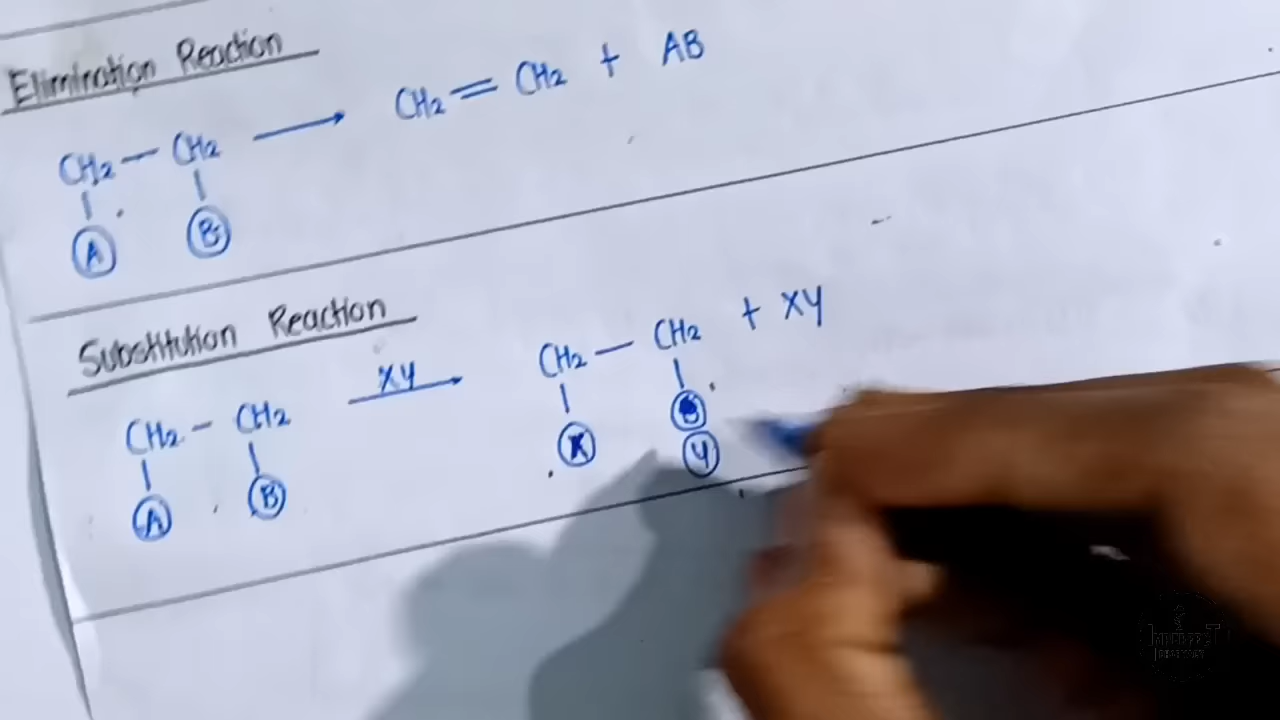 Elimination Reaction
CH2 — CH2 → CH2 = CH2 + AB
A B
Substitution Reaction
CH2 - CH2 XY → CH2 — CH2 + XY
A B X
Y